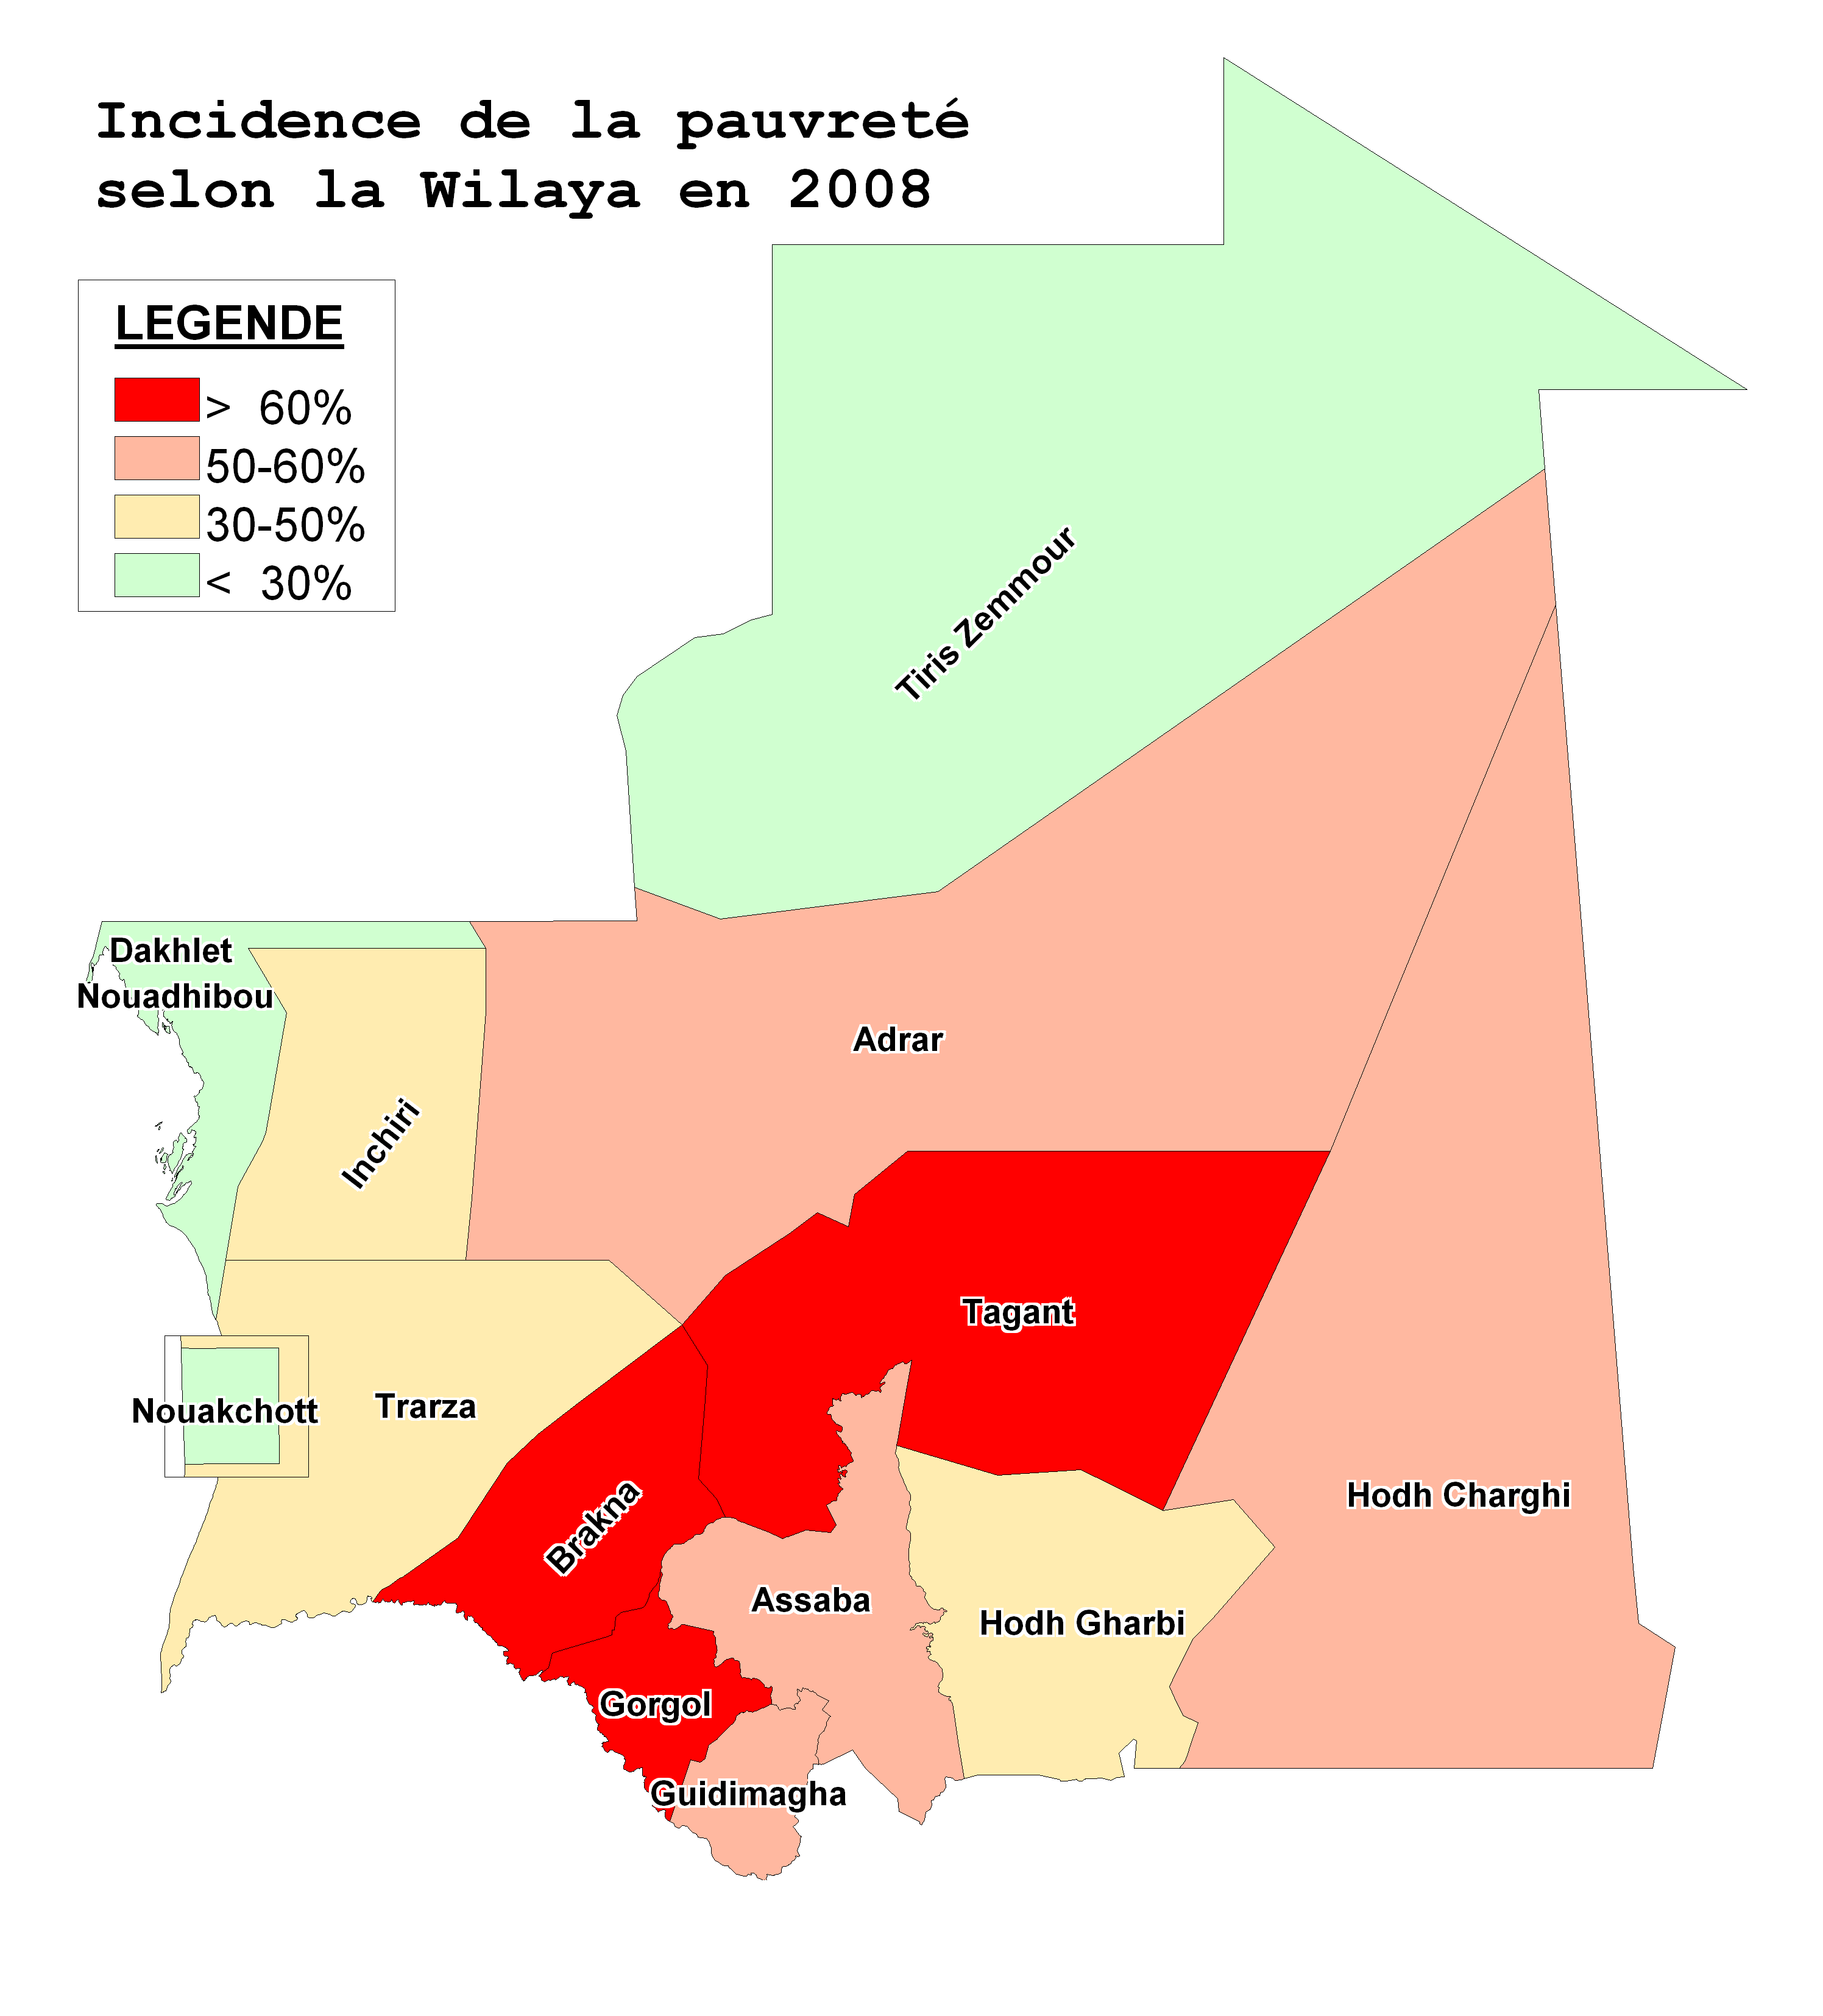 Incidence de la pauvreté
selon la Wilaya en 2008
LEGENDE
> 60%
50-60%
30-50%
< 30%
Tiris Zemmour
Dakhlet
Nouadhibou
Adrar
Inchiri
Tagant
Nouakchott
Trarza
Hodh Charghi
Brakna
Assaba
Hodh Gharbi
Gorgol
Guidimagha